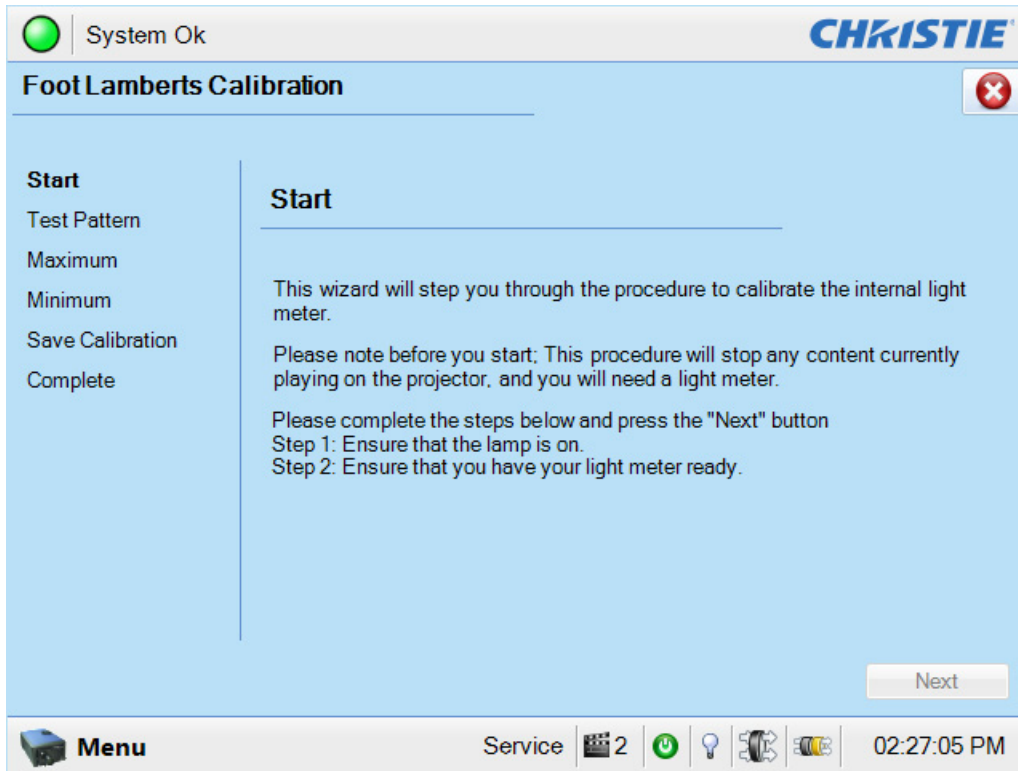 System Ok
CHRISTIE
Foot Lamberts Calibration
Start
Test Pattern
Maximum
Minimum
Save Calibration
Complete
Start
This wizard will step you through the procedure to calibrate the internal light
meter.
Please note before you start; This procedure will stop any content currently
playing on the projector, and you will need a light meter.
Please complete the steps below and press the "Next" button
Step 1: Ensure that the lamp is on.
Step 2: Ensure that you have your light meter ready.
Next
Menu
Service
2
02:27:05 PM